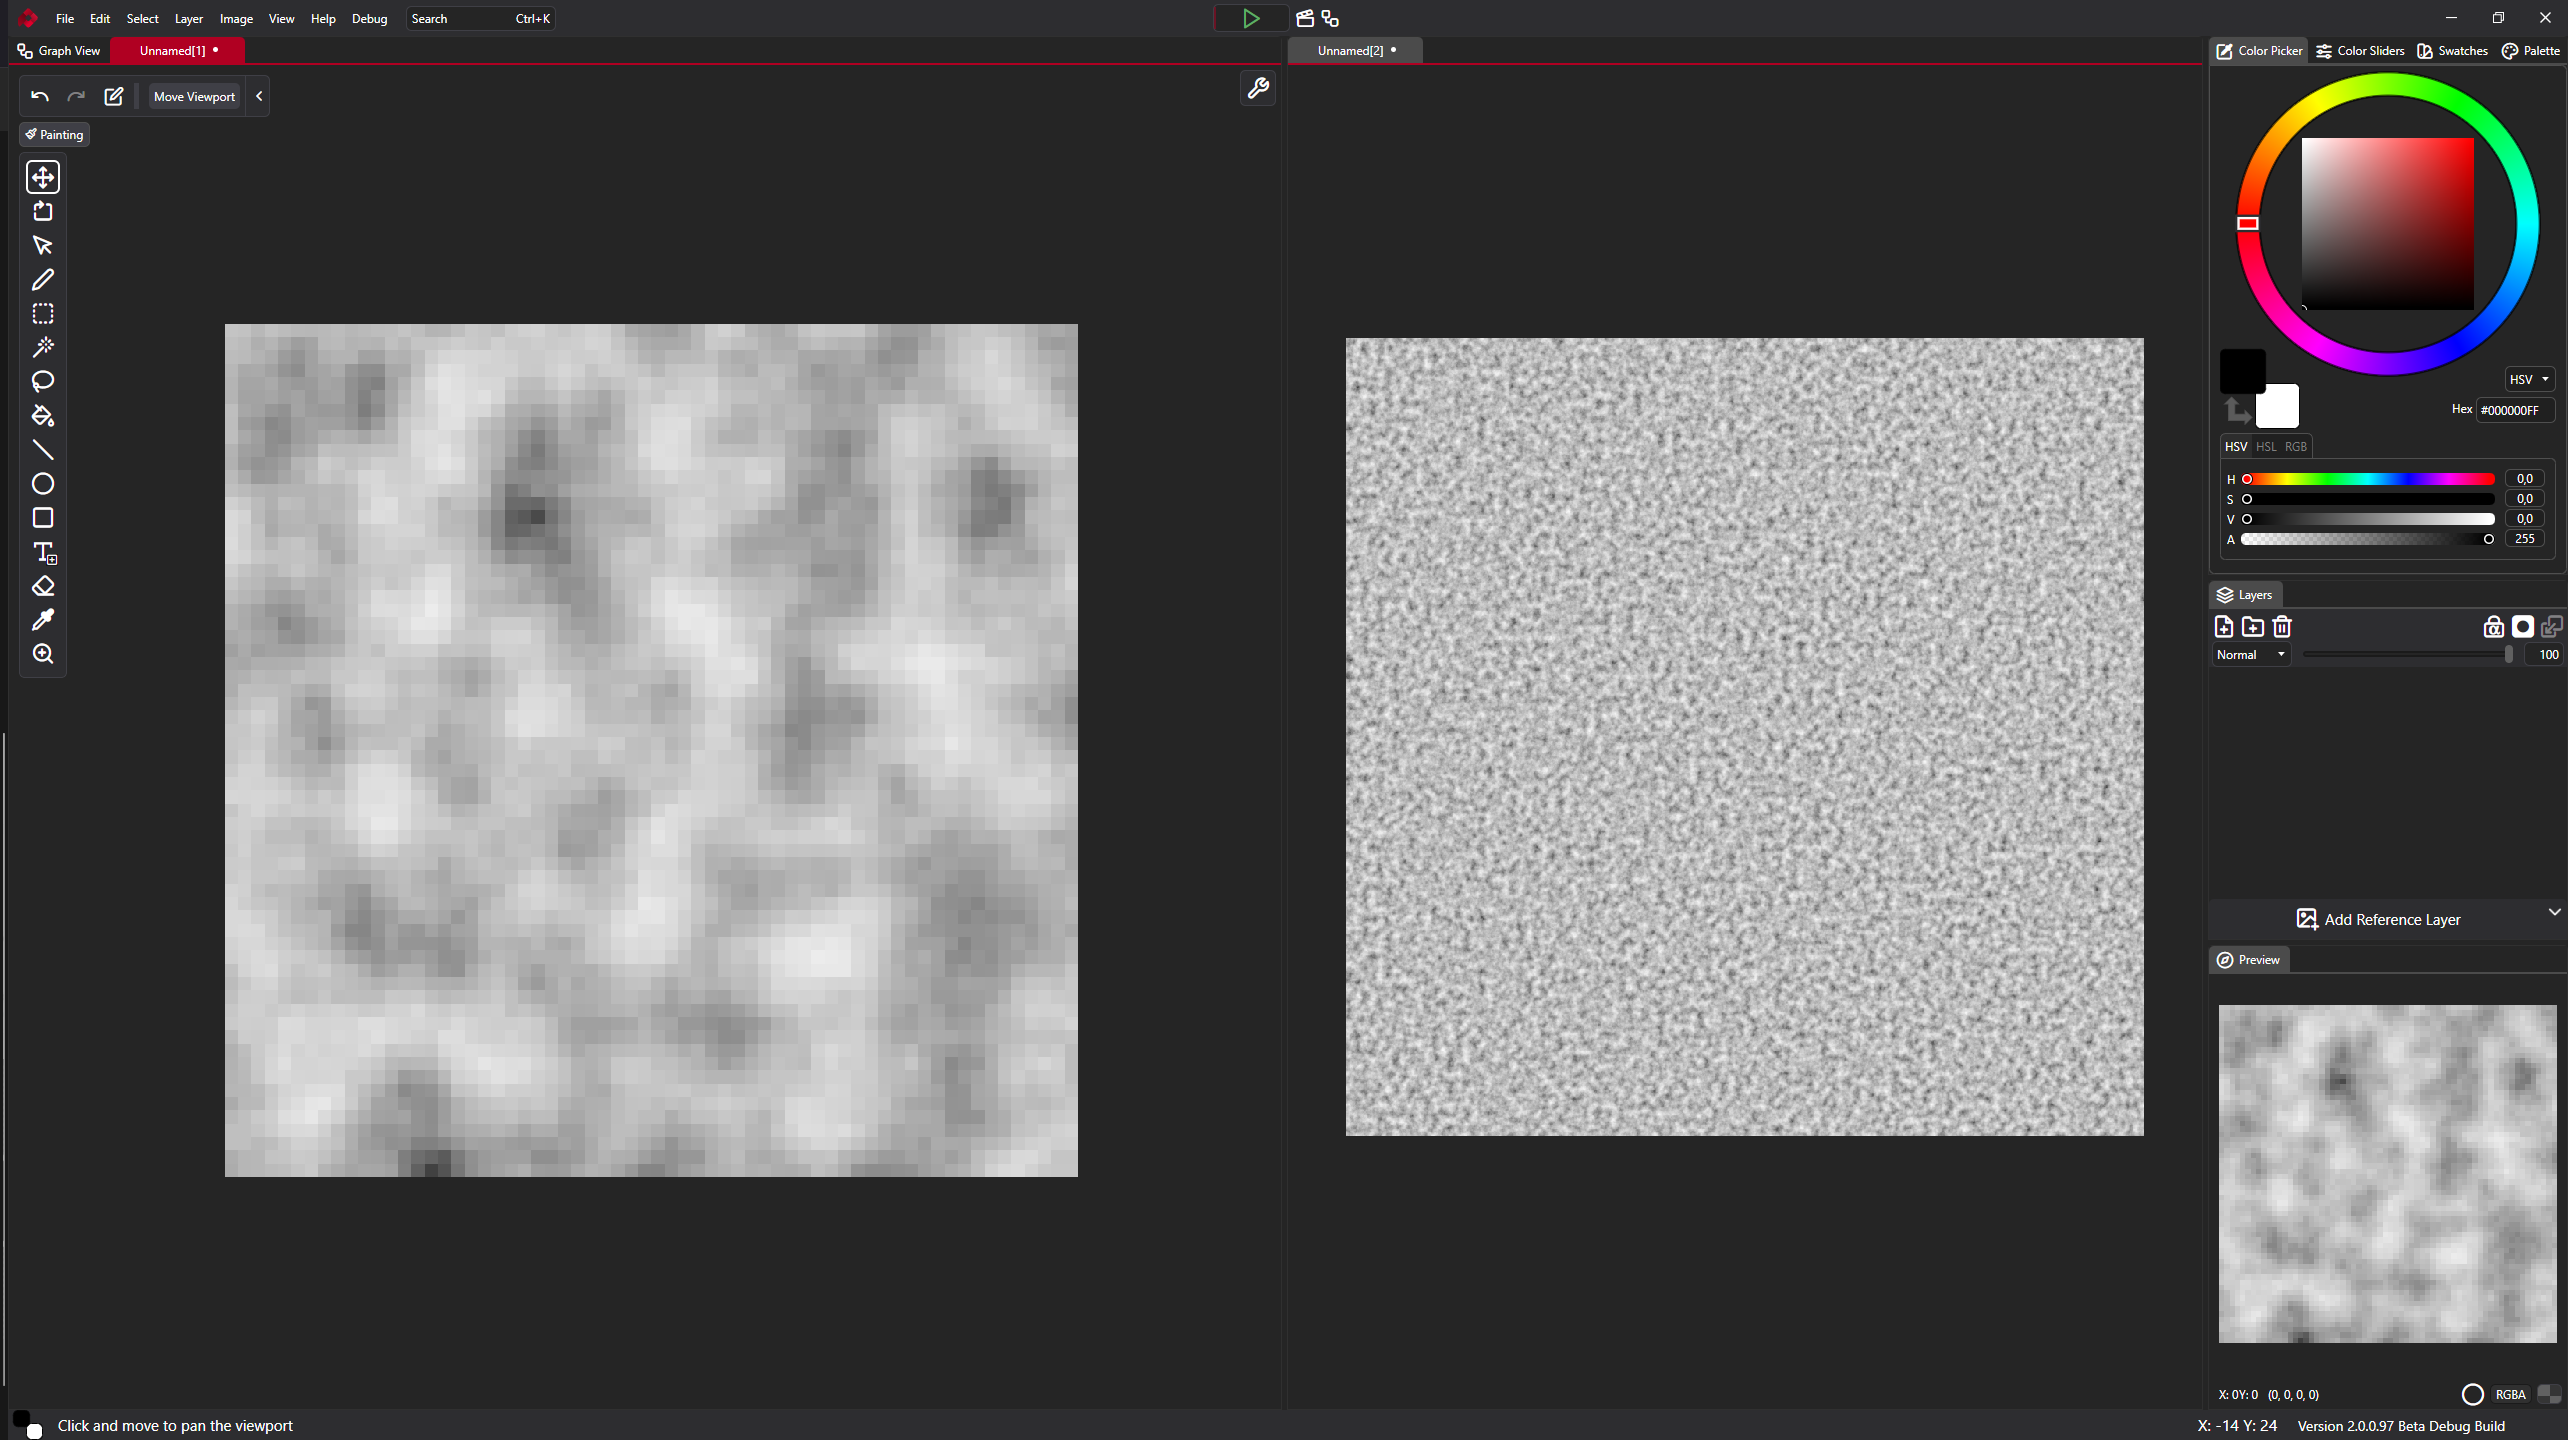 File Edit Select Layer Image View Help Debug Search Ctrl+K
Graph View Unnamed[1] • Unnamed[2] • Color Picker Color Sliders Swatches Palette
Move Viewport
Painting
HSV
Hex #000000FF
HSV HSL RGB
H 0,0
S 0,0
V 0,0
A 255
Layers
Normal 100
Add Reference Layer
Preview
X: 0Y: 0 (0, 0, 0, 0) RGBA
Click and move to pan the viewport X: -14 Y: 24 Version 2.0.0.97 Beta Debug Build